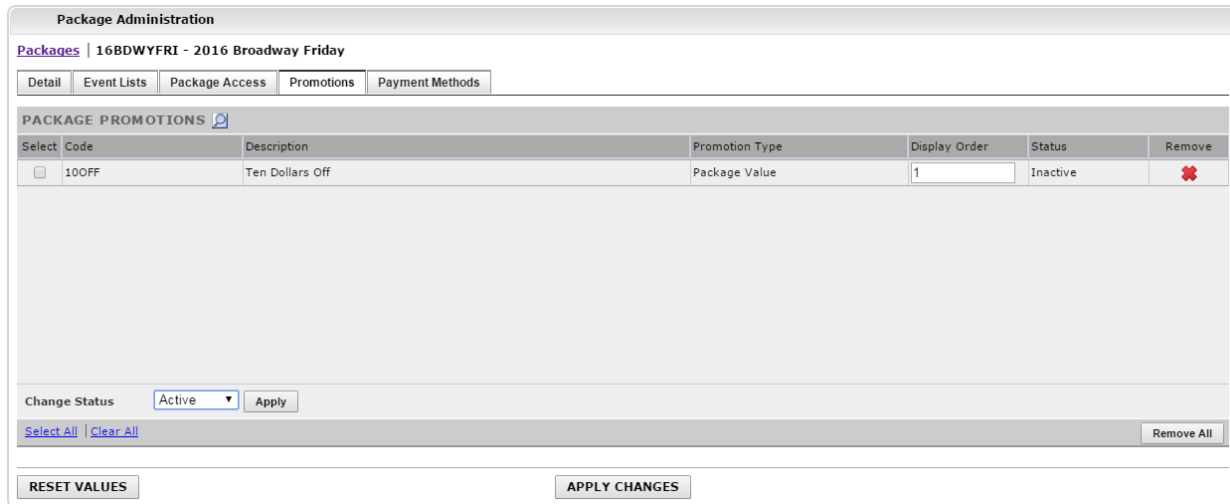 Package Administration
Packages | 16BDWYFRI - 2016 Broadway Friday
Detail Event Lists Package Access Promotions Payment Methods
PACKAGE PROMOTIONS
Select Code Description Promotion Type Display Order Status Remove
10OFF Ten Dollars Off Package Value 1 Inactive
Change Status Active Apply
Select All | Clear All Remove All
RESET VALUES APPLY CHANGES